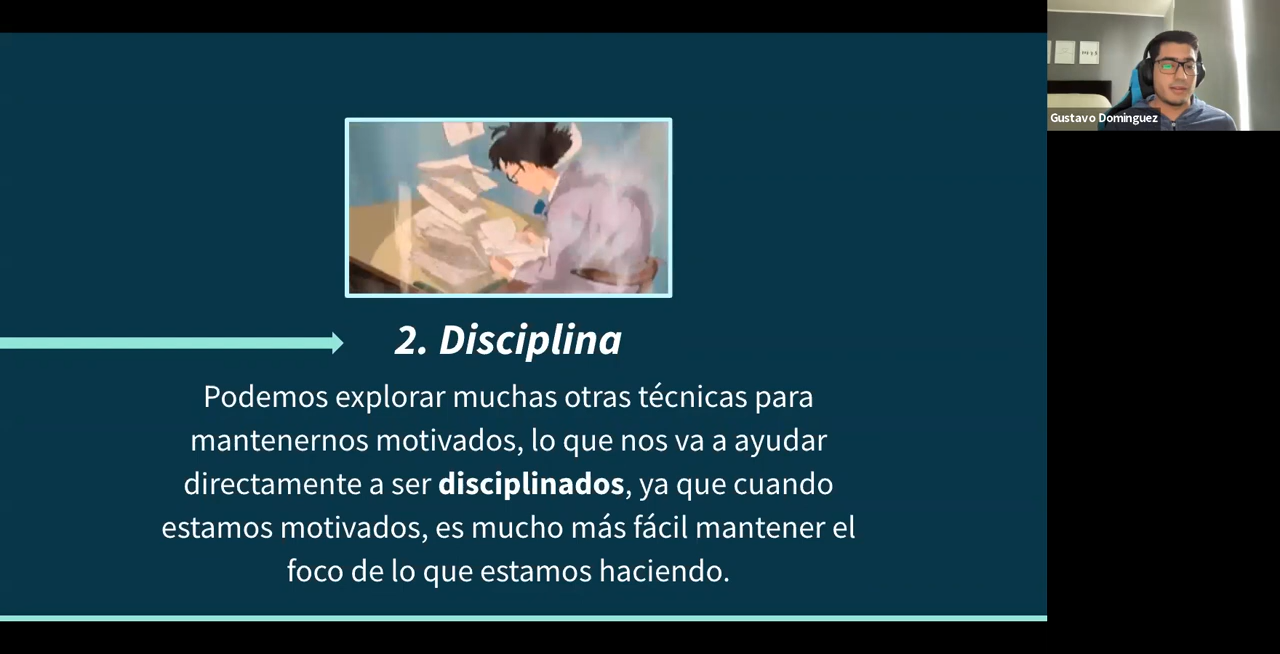 2. Disciplina
Podemos explorar muchas otras técnicas para
mantenernos motivados, lo que nos va a ayudar
directamente a ser disciplinados, ya que cuando
estamos motivados, es mucho más fácil mantener el
foco de lo que estamos haciendo.
Gustavo Dominguez